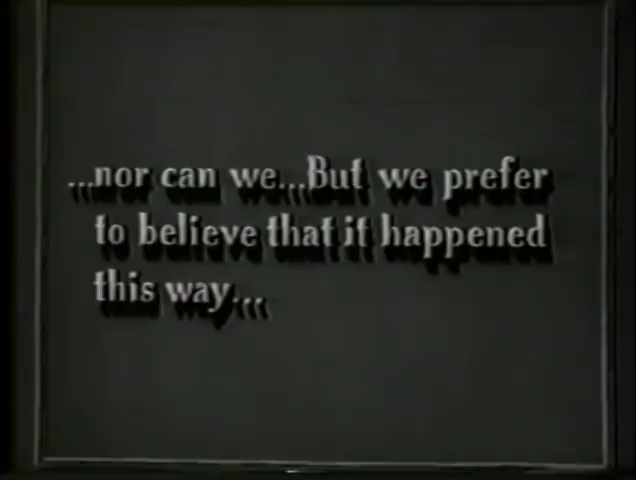 ...nor can we...But we prefer
to believe that it happened
this way...